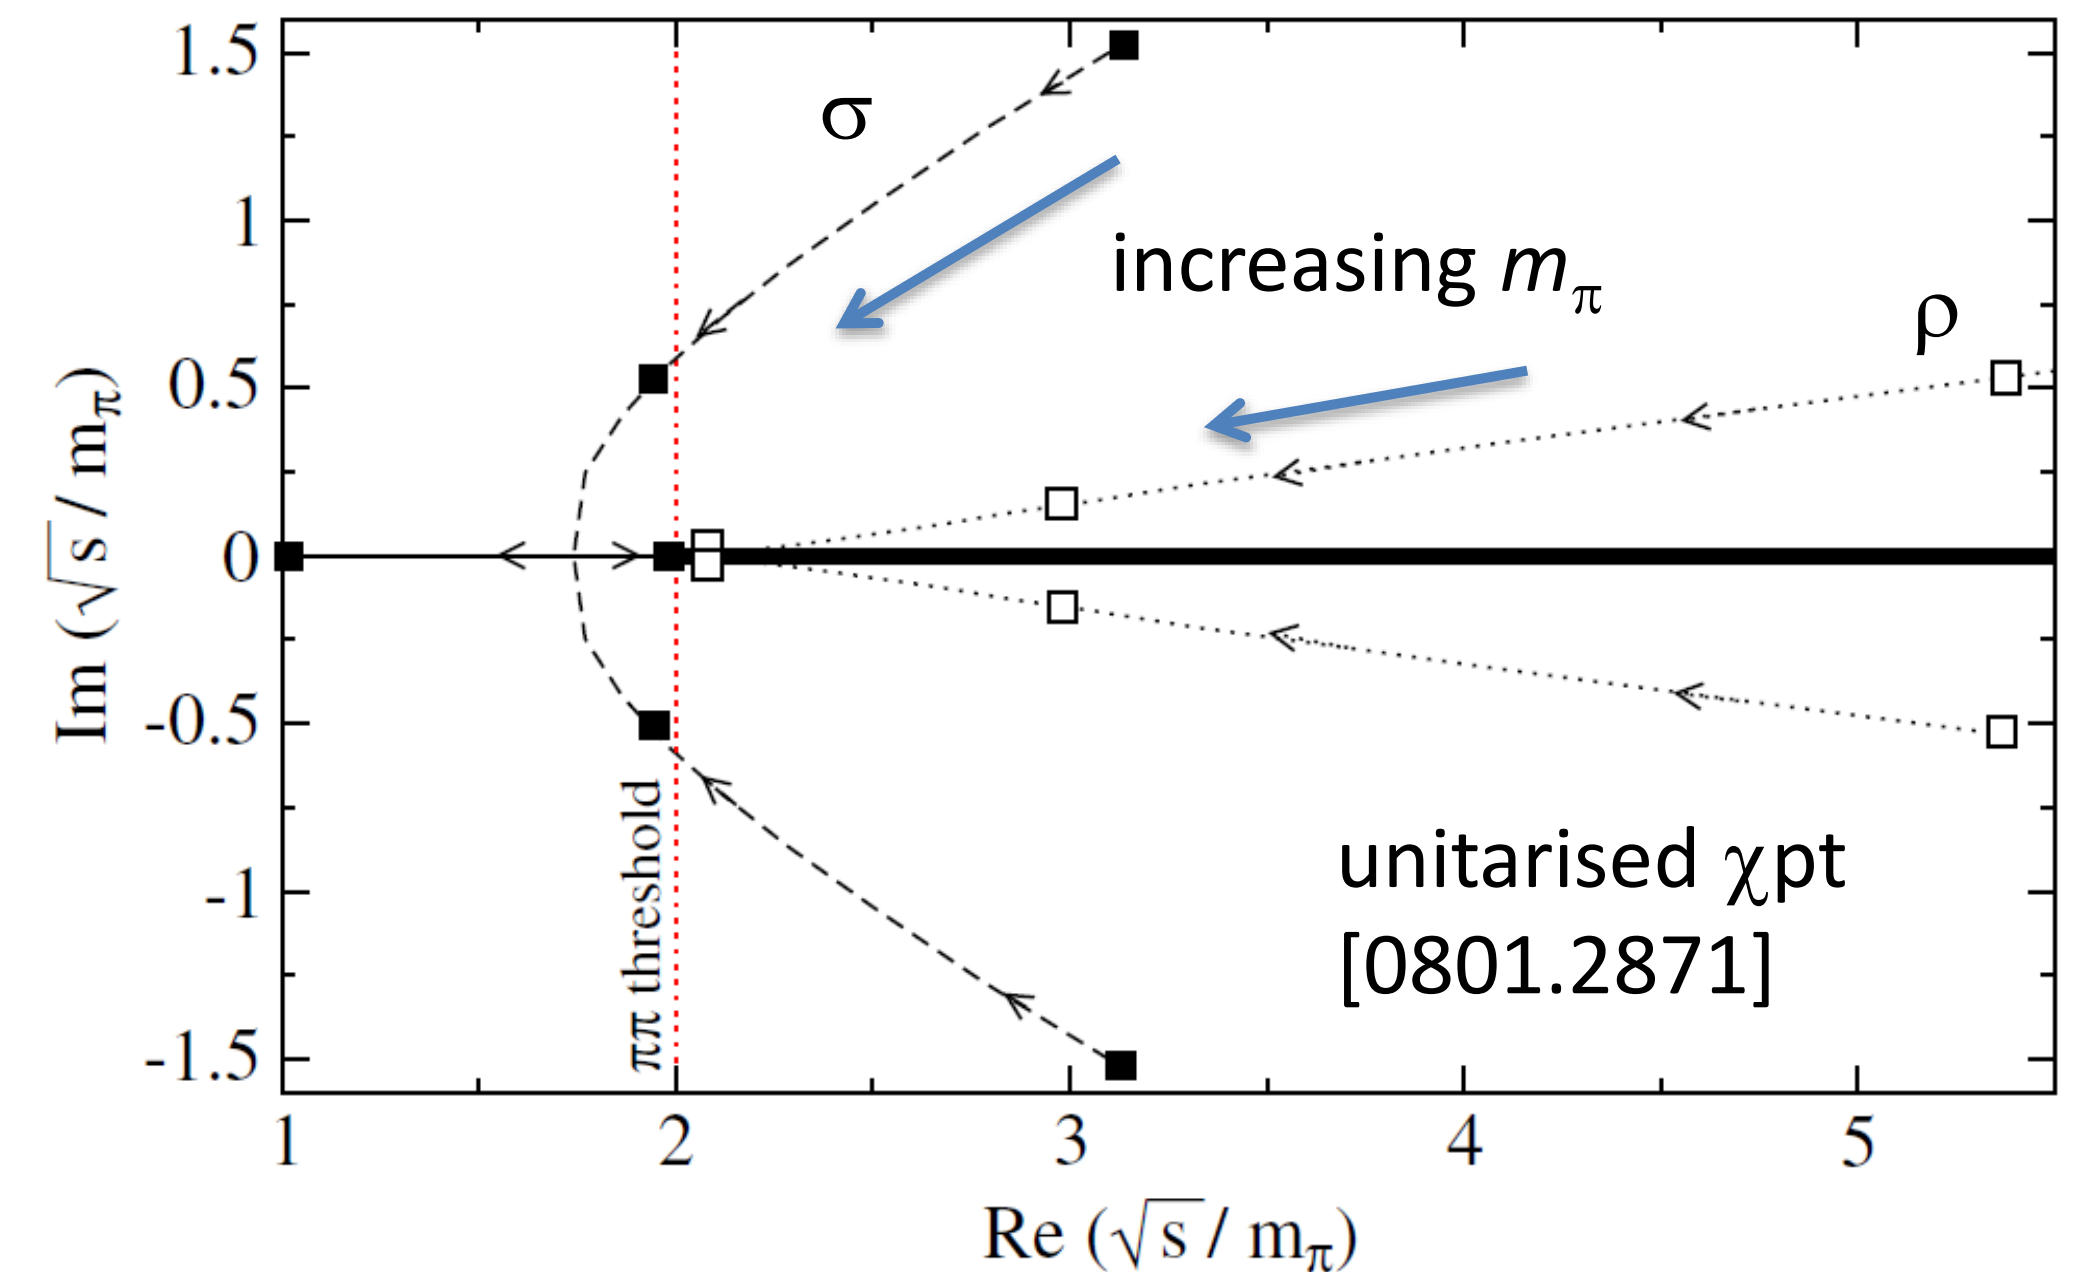 1.5
1
0.5
0
-0.5
-1
-1.5
Im (√s / mπ)
σ
increasing mπ
ρ
ππ threshold
unitarised χpt
[0801.2871]
1 2 3 4 5
Re (√s / mπ)